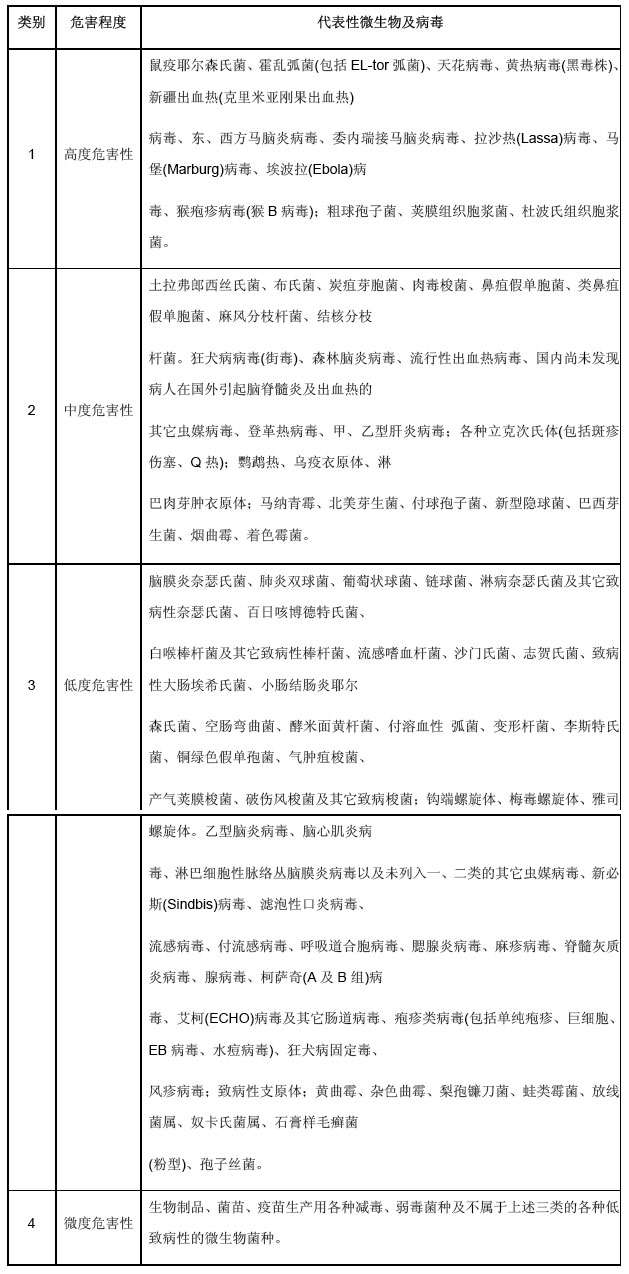 类别 危害程度 代表性微生物及病毒
鼠疫耶尔森氏菌、霍乱弧菌(包括 EL-tor 弧菌)、天花病毒、黄热病毒(黑毒株)、
新疆出血热(克里米亚刚果出血热)
病毒、东、西方马脑炎病毒、委内瑞接马脑炎病毒、拉沙热(Lassa)病毒、马
1 高度危害性
堡(Marburg)病毒、埃波拉(Ebola)病
毒、猴疱疹病毒(猴 B 病毒)；粗球孢子菌、荚膜组织胞浆菌、杜波氏组织胞浆
菌。
土拉弗郎西丝氏菌、布氏菌、炭疽芽胞菌、肉毒梭菌、鼻疽假单胞菌、类鼻疽
假单胞菌、麻风分枝杆菌、结核分枝
杆菌。狂犬病病毒(街毒)、森林脑炎病毒、流行性出血热病毒、国内尚未发现
病人在国外引起脑脊髓炎及出血热的
2 中度危害性
其它虫媒病毒、登革热病毒、甲、乙型肝炎病毒；各种立克次氏体(包括斑疹
伤塞、Q 热)；鹦鹉热、乌疫衣原体、淋
巴肉芽肿衣原体；马纳青霉、北美芽生菌、付球孢子菌、新型隐球菌、巴西芽
生菌、烟曲霉、着色霉菌。
脑膜炎奈瑟氏菌、肺炎双球菌、葡萄状球菌、链球菌、淋病奈瑟氏菌及其它致
病性奈瑟氏菌、百日咳博德特氏菌、
白喉棒杆菌及其它致病性棒杆菌、流感嗜血杆菌、沙门氏菌、志贺氏菌、致病
3 低度危害性
性大肠埃希氏菌、小肠结肠炎耶尔
森氏菌、空肠弯曲菌、酵米面黄杆菌、付溶血性 弧菌、变形杆菌、李斯特氏
菌、铜绿色假单孢菌、气肿疽梭菌、
产气荚膜梭菌、破伤风梭菌及其它致病梭菌；钩端螺旋体、梅毒螺旋体、雅司
螺旋体。乙型脑炎病毒、脑心肌炎病
毒、淋巴细胞性脉络丛脑膜炎病毒以及未列入一、二类的其它虫媒病毒、新必
斯(Sindbis)病毒、滤泡性口炎病毒、
流感病毒、付流感病毒、呼吸道合胞病毒、腮腺炎病毒、麻疹病毒、脊髓灰质
炎病毒、腺病毒、柯萨奇(A 及 B 组)病
毒、艾柯(ECHO)病毒及其它肠道病毒、疱疹类病毒(包括单纯疱疹、巨细胞、
EB 病毒、水痘病毒)、狂犬病固定毒、
风疹病毒；致病性支原体；黄曲霉、杂色曲霉、梨孢镰刀菌、蛙类霉菌、放线
菌属、奴卡氏菌属、石膏样毛癣菌
(粉型)、孢子丝菌。
4 微度危害性
生物制品、菌苗、疫苗生产用各种减毒、弱毒菌种及不属于上述三类的各种低
致病性的微生物菌种。